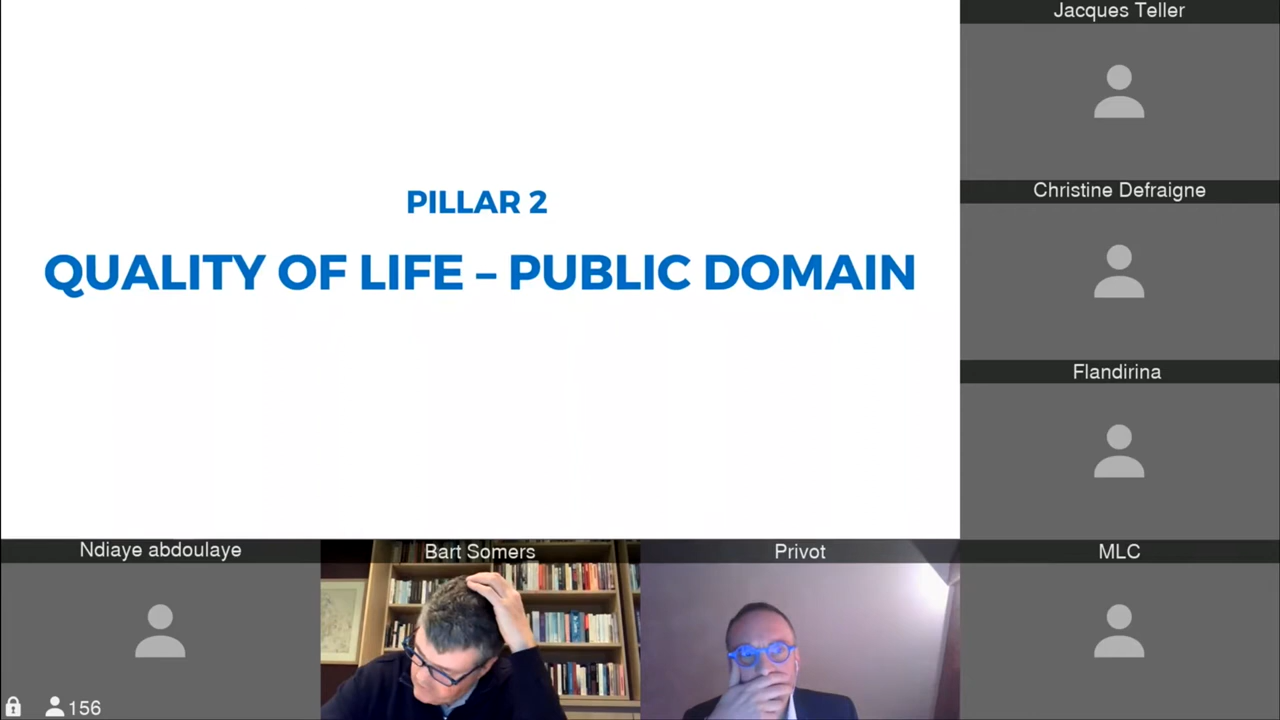 Jacques Teller
Christine Defraigne
PILLAR 2
QUALITY OF LIFE – PUBLIC DOMAIN
Flandirina
Ndiaye abdoulaye
Bart Somers
Privot
MLC
156